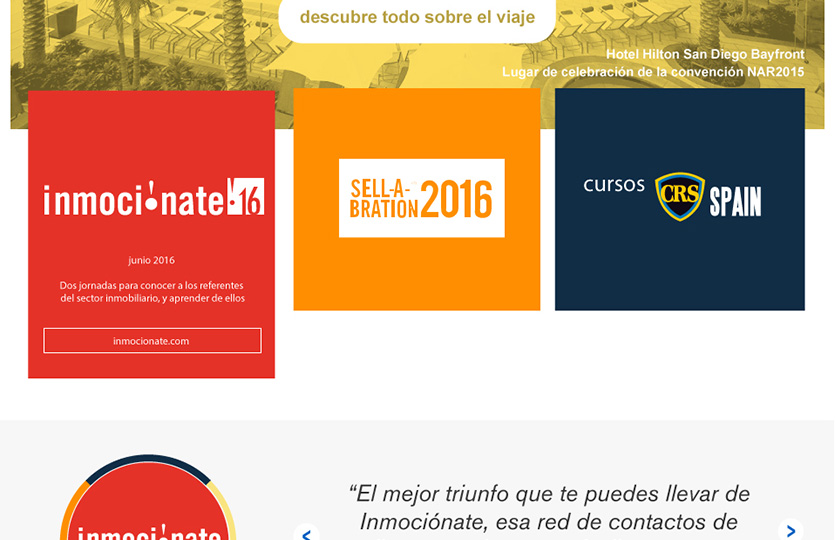 descubre todo sobre el viaje
Hotel Hilton San Diego Bayfront
Lugar de celebración de la convención NAR2015
inmoci!nate !16
junio 2016
Dos jornadas para conocer a los referentes
del sector inmobiliario, y aprender de ellos
inmocionate.com
SELL-A-
BRATION 2016
cursos CRS SPAIN
inmoci!nate
“El mejor triunfo que te puedes llevar de
Inmociónate, esa red de contactos de